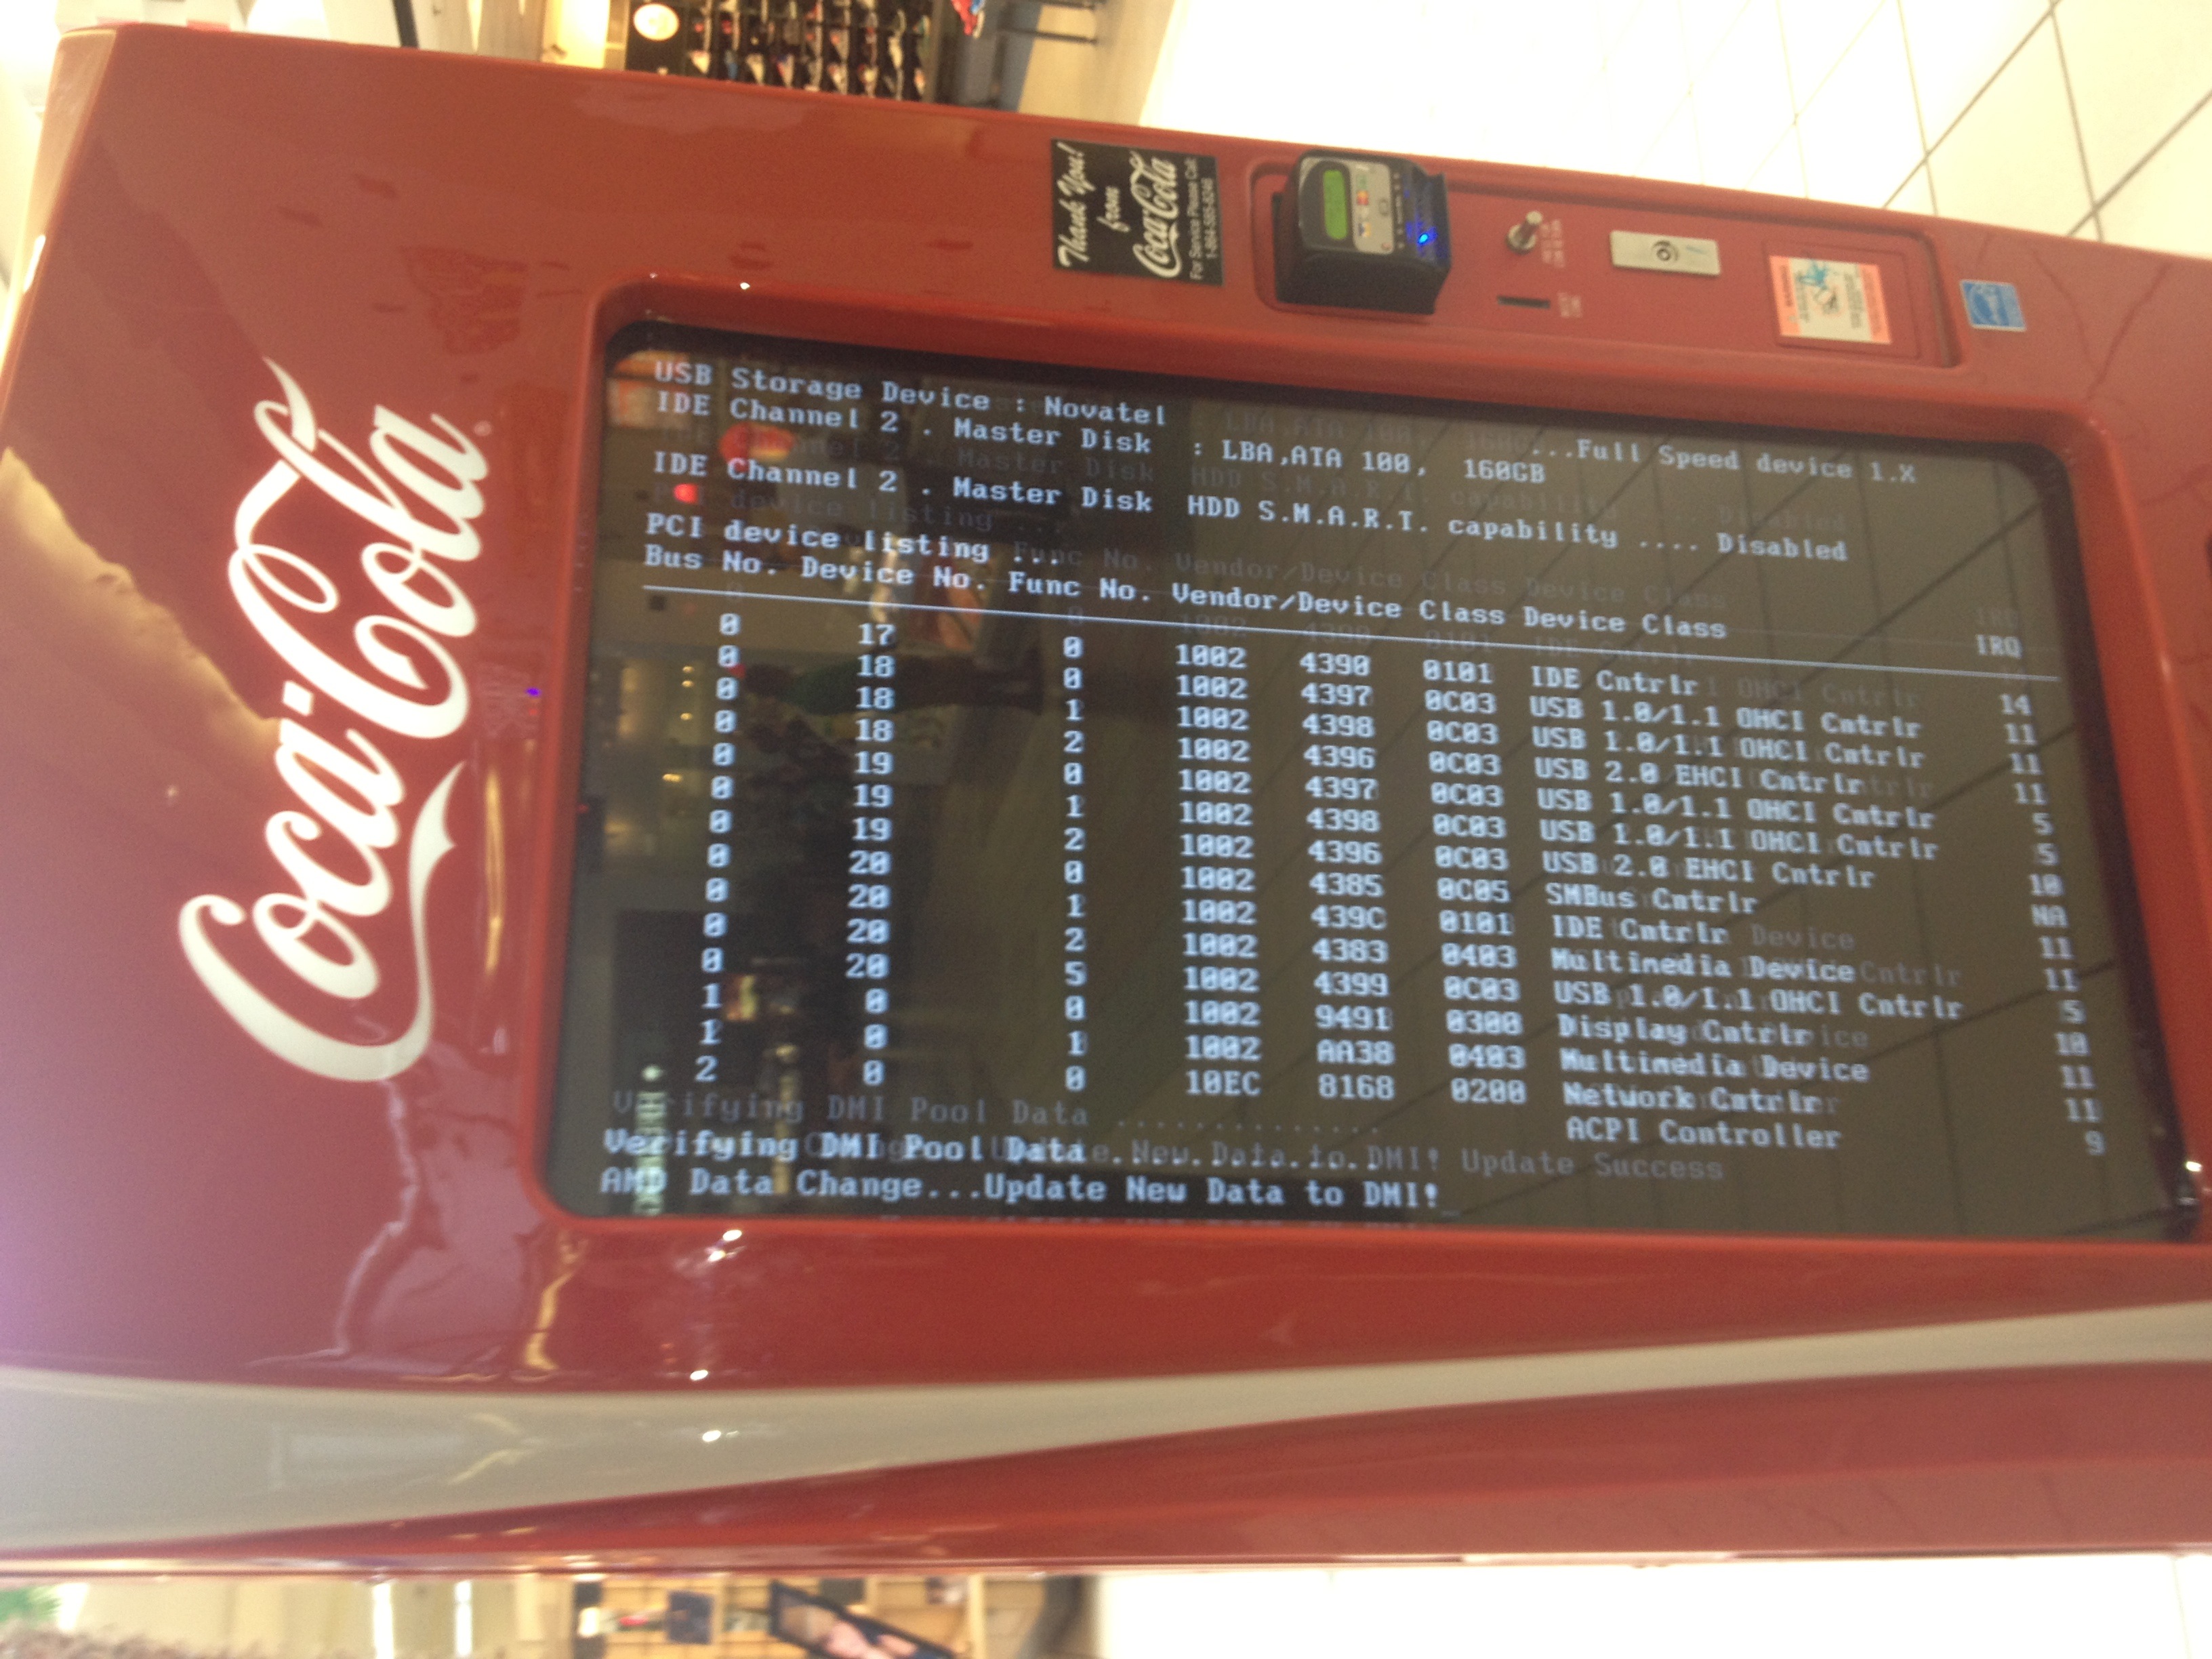 Coca-Cola
Thank You!
from
Coca-Cola
For Service Please Call:
USB Storage Device : Novatel ...Full Speed device 1.X
IDE Channel 2 . Master Disk : LBA,ATA 100, 160GB
IDE Channel 2 . Master Disk HDD S.M.A.R.T. capability .... Disabled
PCI device listing ...
Bus No. Device No. Func No. Vendor/Device Class Device Class IRQ
0 17 0 1002 4390 0101 IDE Cntrlr 14
0 18 0 1002 4397 0C03 USB 1.0/1.1 OHCI Cntrlr 11
0 18 1 1002 4398 0C03 USB 1.0/1.1 OHCI Cntrlr 11
0 18 2 1002 4396 0C03 USB 2.0 EHCI Cntrlr 11
0 19 0 1002 4397 0C03 USB 1.0/1.1 OHCI Cntrlr 5
0 19 1 1002 4398 0C03 USB 1.0/1.1 OHCI Cntrlr 5
0 19 2 1002 4396 0C03 USB 2.0 EHCI Cntrlr 10
0 20 0 1002 4385 0C05 SMBus Cntrlr NA
0 20 1 1002 439C 0101 IDE Cntrlr 11
0 20 2 1002 4383 0403 Multimedia Device 11
0 20 5 1002 4399 0C03 USB 1.0/1.1 OHCI Cntrlr 5
1 0 0 1002 9491 0300 Display Cntrlr 10
1 0 1 1002 AA38 0403 Multimedia Device 11
2 0 0 10EC 8168 0200 Network Cntrlr 11
ACPI Controller 9
Verifying DMI Pool Data ..............
AMD Data Change...Update New Data to DMI!